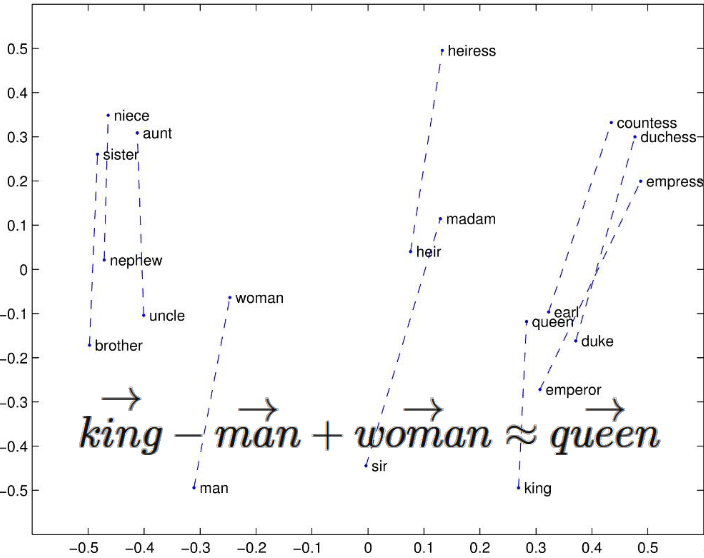 0.5
heiress
0.4
niece
countess
0.3
aunt
duchess
sister
0.2
empress
0.1
madam
heir
0
nephew
woman
−0.1
uncle
earl
queen
brother
duke
−0.2
emperor
−0.3
king − man + woman ≈ queen
−0.4
sir
−0.5
man
king
−0.5 −0.4 −0.3 −0.2 −0.1 0 0.1 0.2 0.3 0.4 0.5